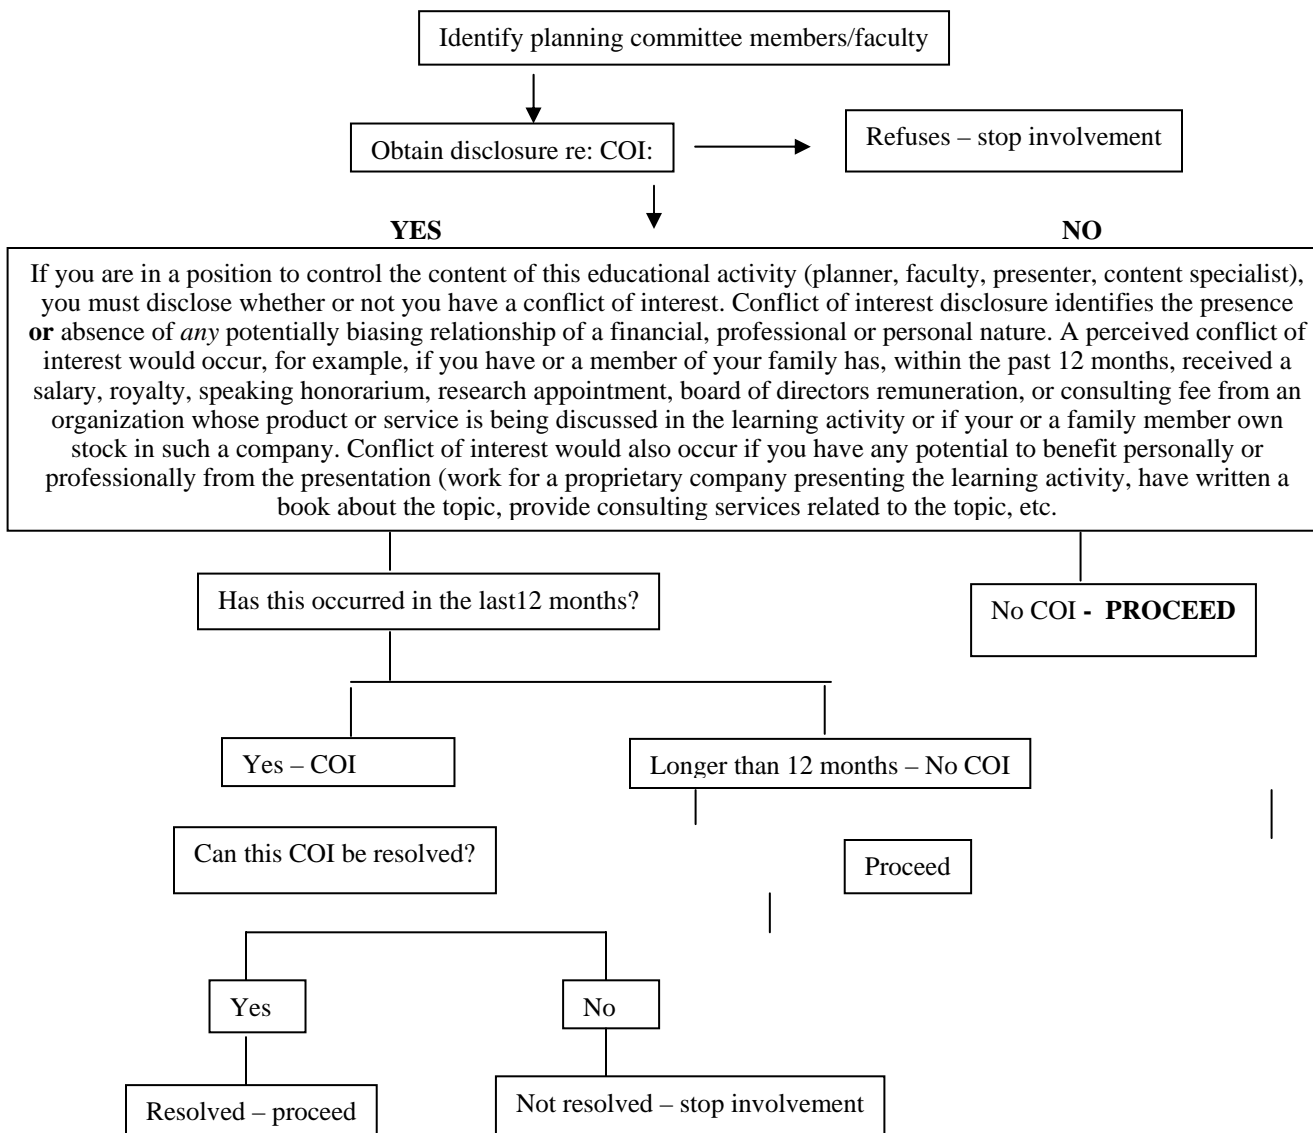 Identify planning committee members/faculty
Obtain disclosure re: COI:
Refuses – stop involvement
YES
NO
If you are in a position to control the content of this educational activity (planner, faculty, presenter, content specialist),
you must disclose whether or not you have a conflict of interest. Conflict of interest disclosure identifies the presence
or absence of any potentially biasing relationship of a financial, professional or personal nature. A perceived conflict of
interest would occur, for example, if you have or a member of your family has, within the past 12 months, received a
salary, royalty, speaking honorarium, research appointment, board of directors remuneration, or consulting fee from an
organization whose product or service is being discussed in the learning activity or if your or a family member own
stock in such a company. Conflict of interest would also occur if you have any potential to benefit personally or
professionally from the presentation (work for a proprietary company presenting the learning activity, have written a
book about the topic, provide consulting services related to the topic, etc.
Has this occurred in the last12 months?
No COI - PROCEED
Yes – COI
Longer than 12 months – No COI
Can this COI be resolved?
Proceed
Yes
No
Resolved – proceed
Not resolved – stop involvement